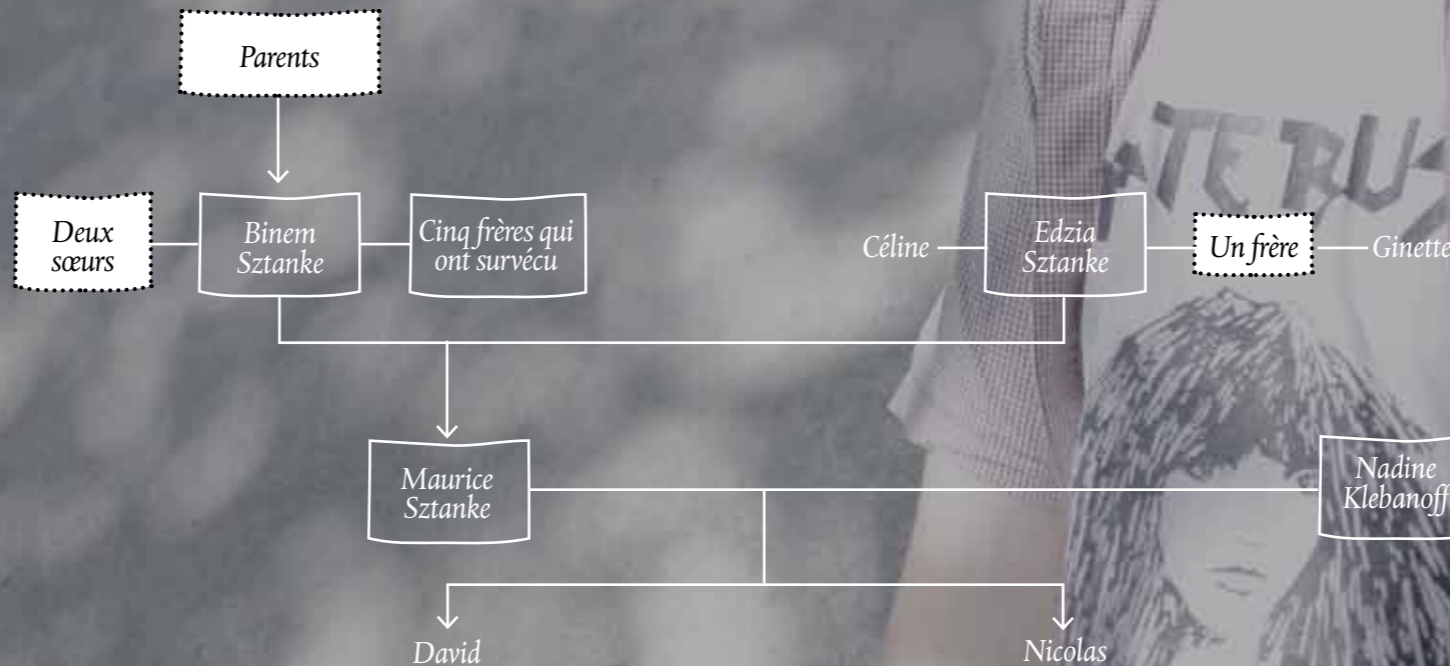 Parents
Deux
sœurs
Binem
Sztanke
Cinq frères qui
ont survécu
Céline
Edzia
Sztanke
Un frère
Ginette
Maurice
Sztanke
Nadine
Klebanoff
David
Nicolas